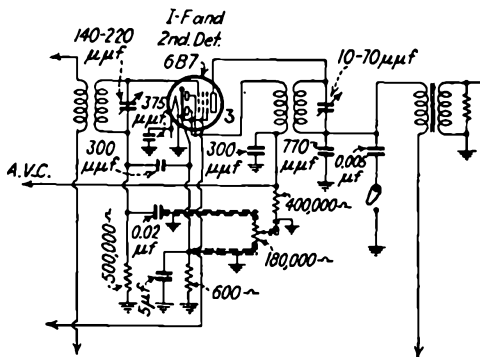 I-F and
2nd. Det.
6B7
140-220
μμf
10-70μμf
375
μμf
3
300
μμf
300
μμf
770
μμf
0.005
μf
A.V.C.
400,000~
0.02
μf
180,000~
500,000~
5μf
600~